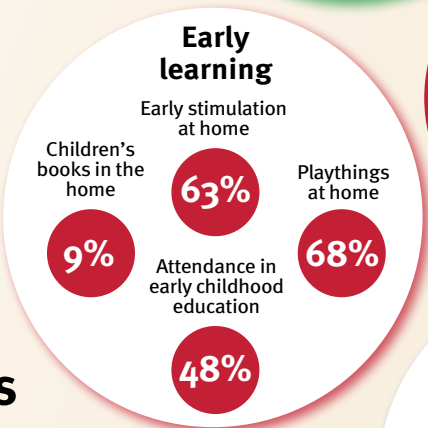 Early
learning
Early stimulation
at home
63%
Children's
books in the
home
9%
Playthings
at home
68%
Attendance in
early childhood
education
48%
s